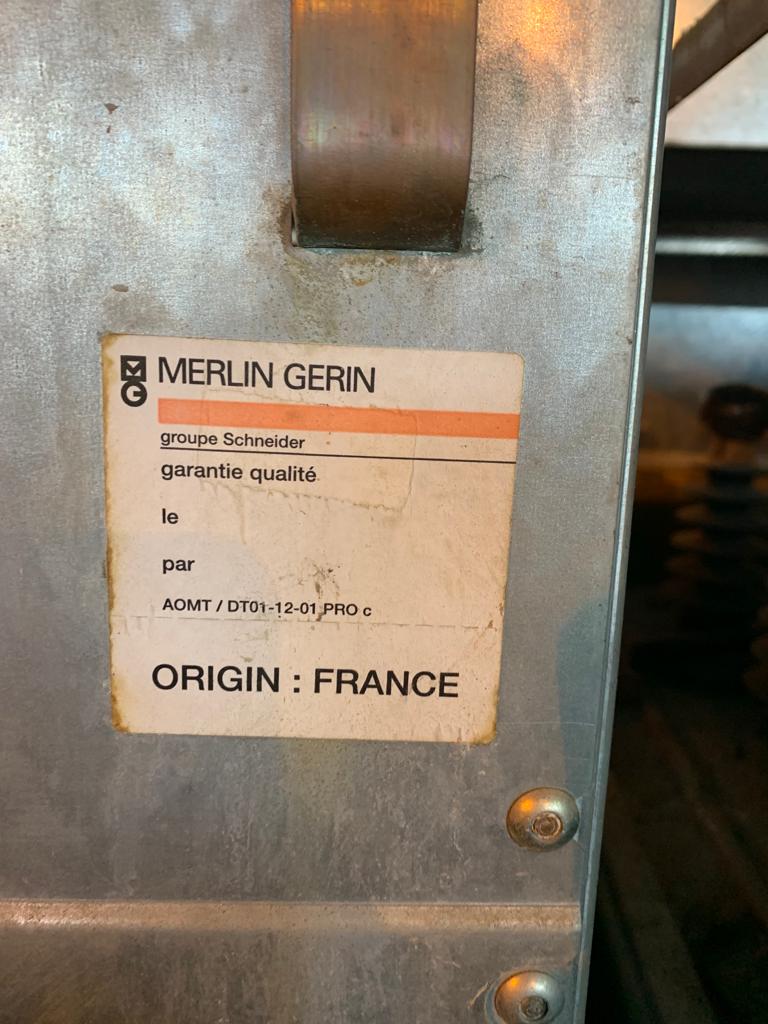 MERLIN GERIN
groupe Schneider
garantie qualité
le
par
AOMT / DT01-12-01 PRO c
ORIGIN : FRANCE